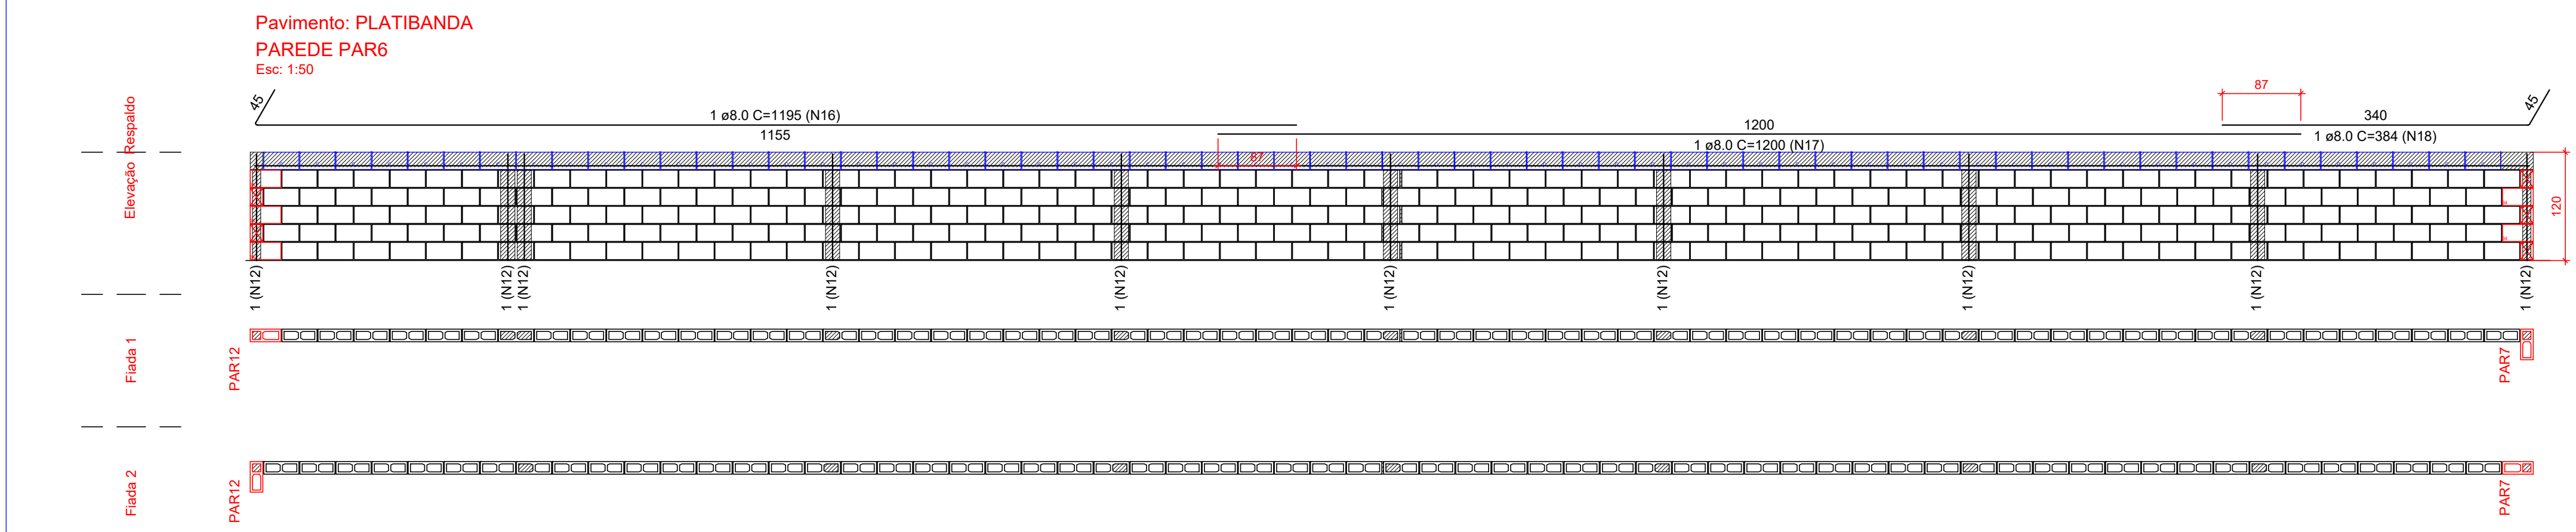 Pavimento: PLATIBANDA
PAREDE PAR6
Esc: 1:50
Respaldo
45
1 ø8.0 C=1195 (N16)
1155
87
1200
1 ø8.0 C=1200 (N17)
87
340
1 ø8.0 C=384 (N18)
45
Elevação
120
1 (N12)
1 (N12)
1 (N12)
1 (N12)
1 (N12)
1 (N12)
1 (N12)
1 (N12)
1 (N12)
1 (N12)
Fiada 1
PAR12
PAR7
Fiada 2
PAR12
PAR7